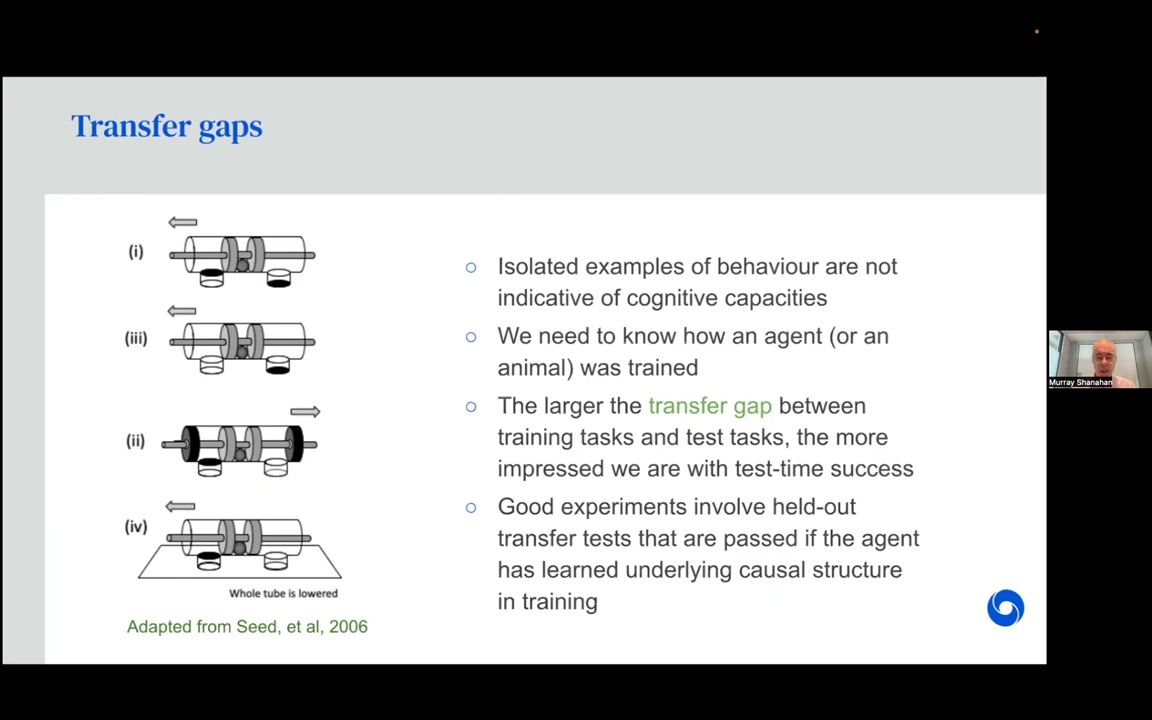 Transfer gaps
(i)
(iii)
(ii)
(iv)
Whole tube is lowered
Adapted from Seed, et al, 2006
Isolated examples of behaviour are not
indicative of cognitive capacities
We need to know how an agent (or an
animal) was trained
The larger the transfer gap between
training tasks and test tasks, the more
impressed we are with test-time success
Good experiments involve held-out
transfer tests that are passed if the agent
has learned underlying causal structure
in training
Murray Shanahan